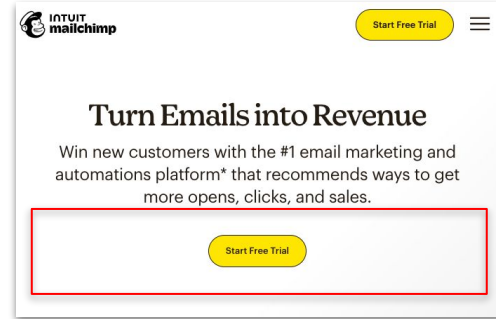 INTUIT
mailchimp
Start Free Trial
Turn Emails into Revenue
Win new customers with the #1 email marketing and
automations platform* that recommends ways to get
more opens, clicks, and sales.
Start Free Trial